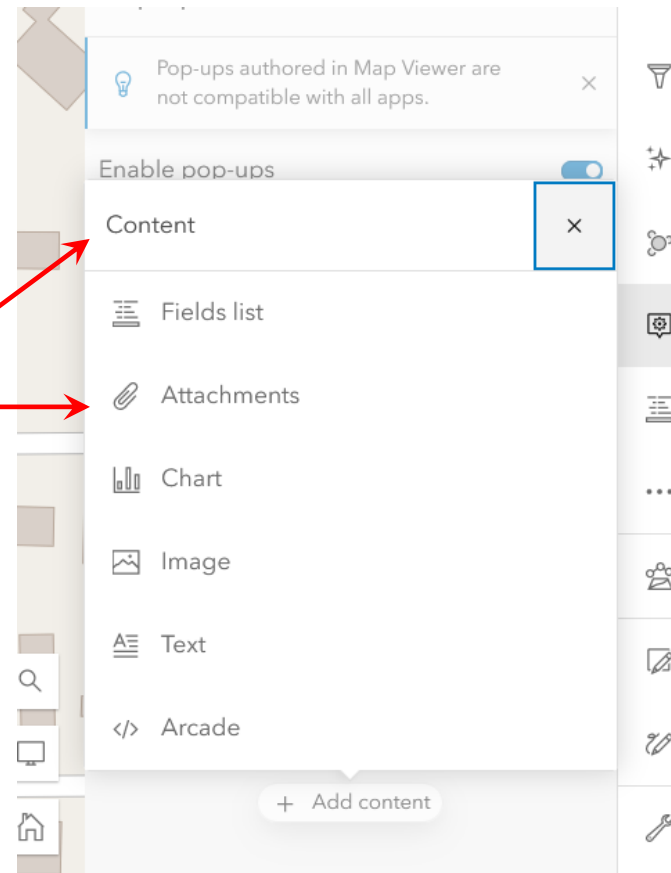 Pop-ups authored in Map Viewer are
not compatible with all apps.
Enable pop-ups
Content
Fields list
Attachments
Chart
Image
Text
Arcade
+ Add content